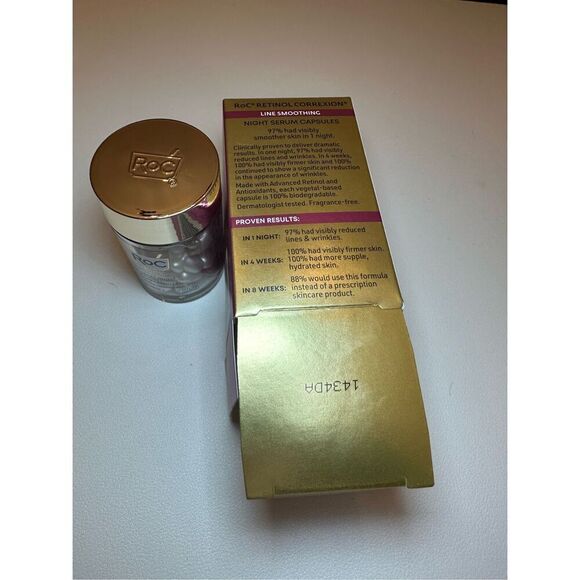 RoC
RoC
RoC® RETINOL CORREXION®
LINE SMOOTHING
NIGHT SERUM CAPSULES
97% had visibly
smoother skin in 1 night.
Clinically proven to deliver dramatic
results. In one night, 97% had visibly
reduced lines and wrinkles. In 4 weeks,
100% had visibly firmer skin and 100%
continued to show a significant reduction
in the appearance of wrinkles.
Made with Advanced Retinol and
Antioxidants, each vegetal-based
capsule is 100% biodegradable.
Dermatologist tested. Fragrance-free.
PROVEN RESULTS:
IN 1 NIGHT: 97% had visibly reduced
lines & wrinkles.
IN 4 WEEKS: 100% had visibly firmer skin.
100% had more supple,
hydrated skin.
IN 8 WEEKS: 88% would use this formula
instead of a prescription
skincare product.
1434DA